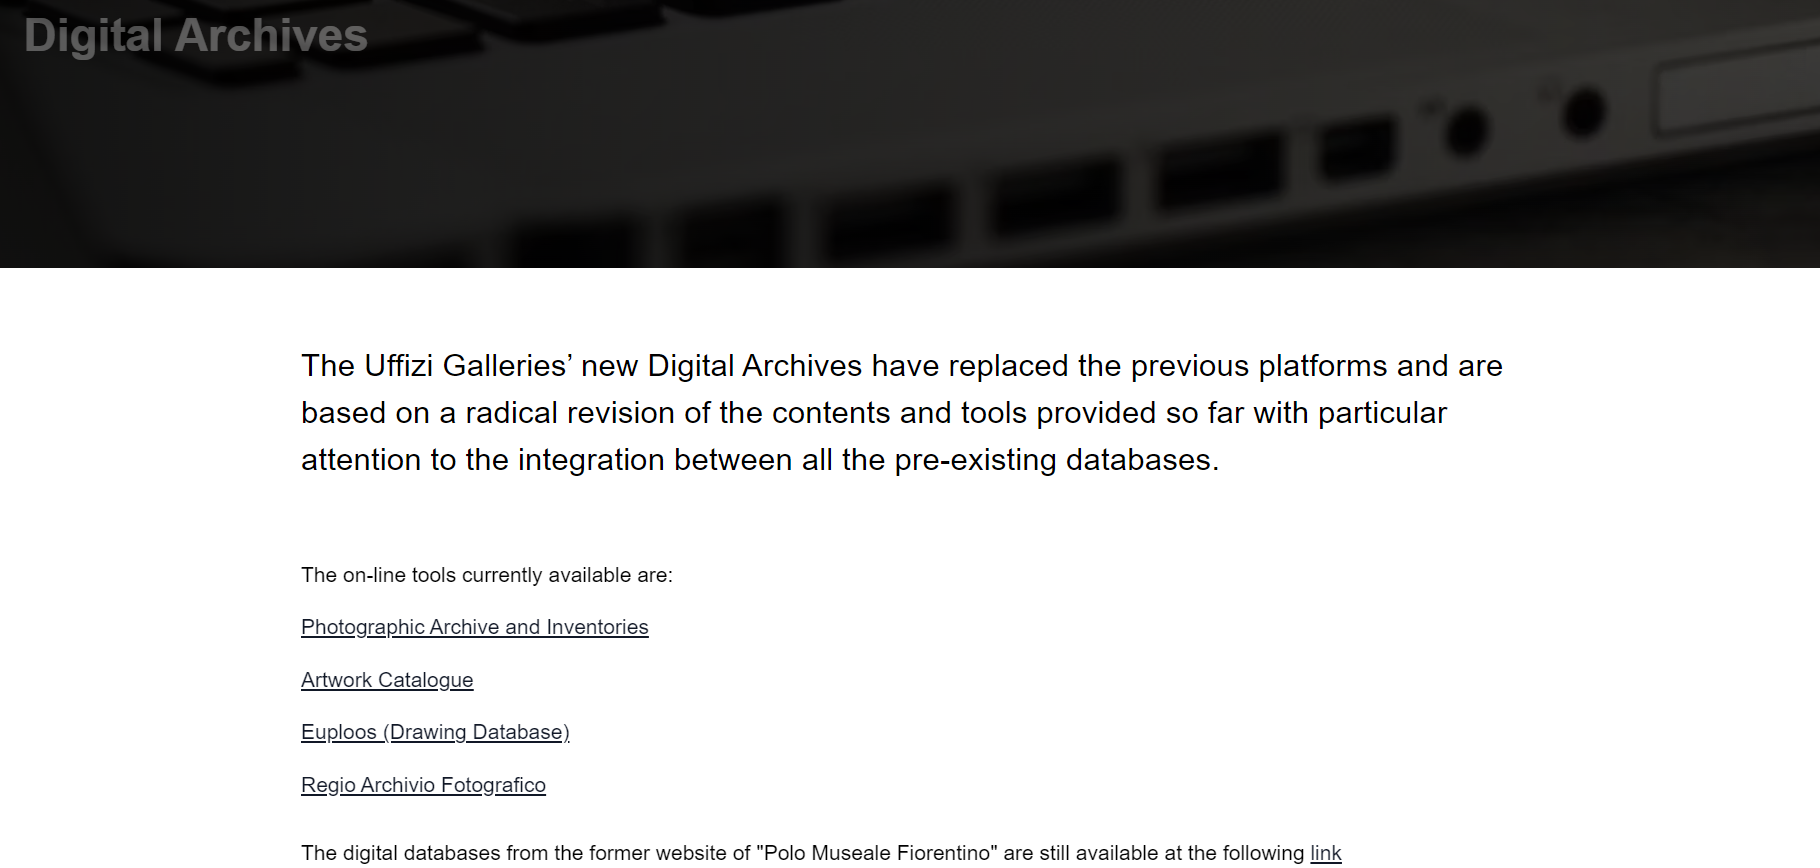 Digital Archives
The Uffizi Galleries’ new Digital Archives have replaced the previous platforms and are
based on a radical revision of the contents and tools provided so far with particular
attention to the integration between all the pre-existing databases.
The on-line tools currently available are:
Photographic Archive and Inventories
Artwork Catalogue
Euploos (Drawing Database)
Regio Archivio Fotografico
The digital databases from the former website of "Polo Museale Fiorentino" are still available at the following link